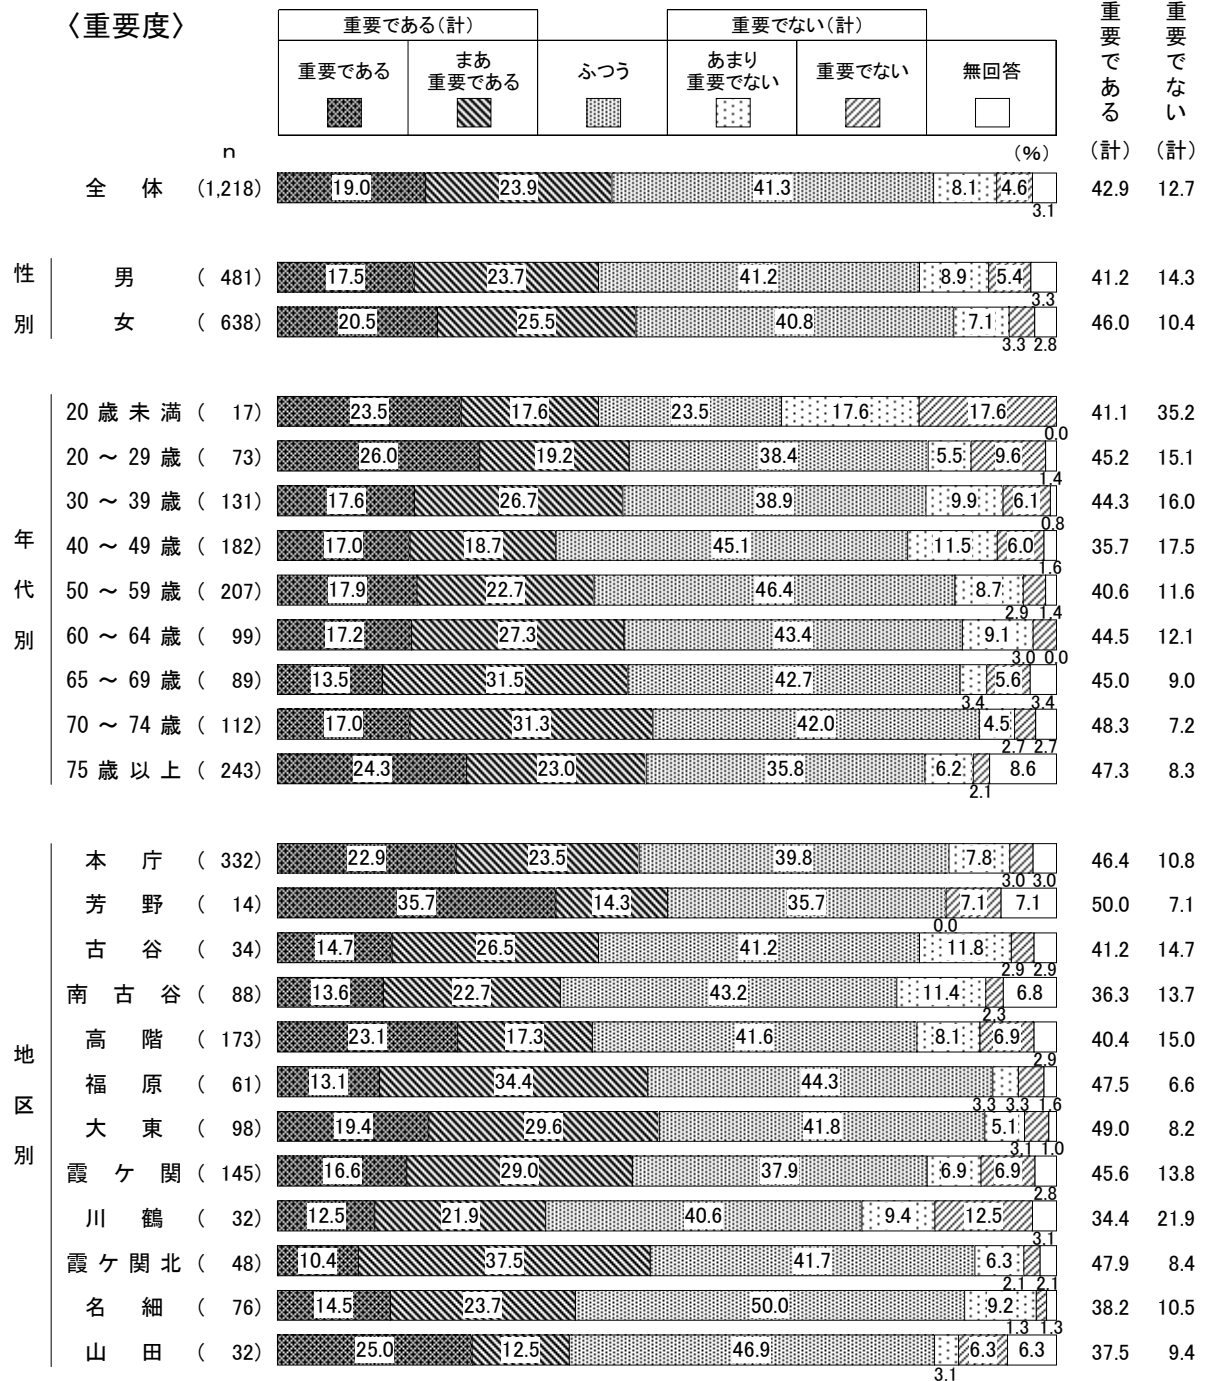 〈重要度〉
重要である(計) 重要でない(計) 重要である(計) 重要でない(計)
重要である まあ重要である ふつう あまり重要でない 重要でない 無回答
n (%)
全体 (1,218) 19.0 23.9 41.3 8.1 4.6 3.1 42.9 12.7
性別
男 (481) 17.5 23.7 41.2 8.9 5.4 3.3 41.2 14.3
女 (638) 20.5 25.5 40.8 7.1 3.3 2.8 46.0 10.4
年代別
20歳未満 (17) 23.5 17.6 23.5 17.6 17.6 0.0 41.1 35.2
20～29歳 (73) 26.0 19.2 38.4 5.5 9.6 1.4 45.2 15.1
30～39歳 (131) 17.6 26.7 38.9 9.9 6.1 0.8 44.3 16.0
40～49歳 (182) 17.0 18.7 45.1 11.5 6.0 1.6 35.7 17.5
50～59歳 (207) 17.9 22.7 46.4 8.7 2.9 1.4 40.6 11.6
60～64歳 (99) 17.2 27.3 43.4 9.1 3.0 0.0 44.5 12.1
65～69歳 (89) 13.5 31.5 42.7 3.4 5.6 3.4 45.0 9.0
70～74歳 (112) 17.0 31.3 42.0 4.5 2.7 2.7 48.3 7.2
75歳以上 (243) 24.3 23.0 35.8 6.2 2.1 8.6 47.3 8.3
地区別
本庁 (332) 22.9 23.5 39.8 7.8 3.0 3.0 46.4 10.8
芳野 (14) 35.7 14.3 35.7 0.0 7.1 7.1 50.0 7.1
古谷 (34) 14.7 26.5 41.2 11.8 2.9 2.9 41.2 14.7
南古谷 (88) 13.6 22.7 43.2 11.4 2.3 6.8 36.3 13.7
高階 (173) 23.1 17.3 41.6 8.1 6.9 2.9 40.4 15.0
福原 (61) 13.1 34.4 44.3 3.3 3.3 1.6 47.5 6.6
大東 (98) 19.4 29.6 41.8 5.1 3.1 1.0 49.0 8.2
霞ケ関 (145) 16.6 29.0 37.9 6.9 6.9 2.8 45.6 13.8
川鶴 (32) 12.5 21.9 40.6 9.4 12.5 3.1 34.4 21.9
霞ケ関北 (48) 10.4 37.5 41.7 6.3 2.1 2.1 47.9 8.4
名細 (76) 14.5 23.7 50.0 9.2 1.3 1.3 38.2 10.5
山田 (32) 25.0 12.5 46.9 3.1 6.3 6.3 37.5 9.4